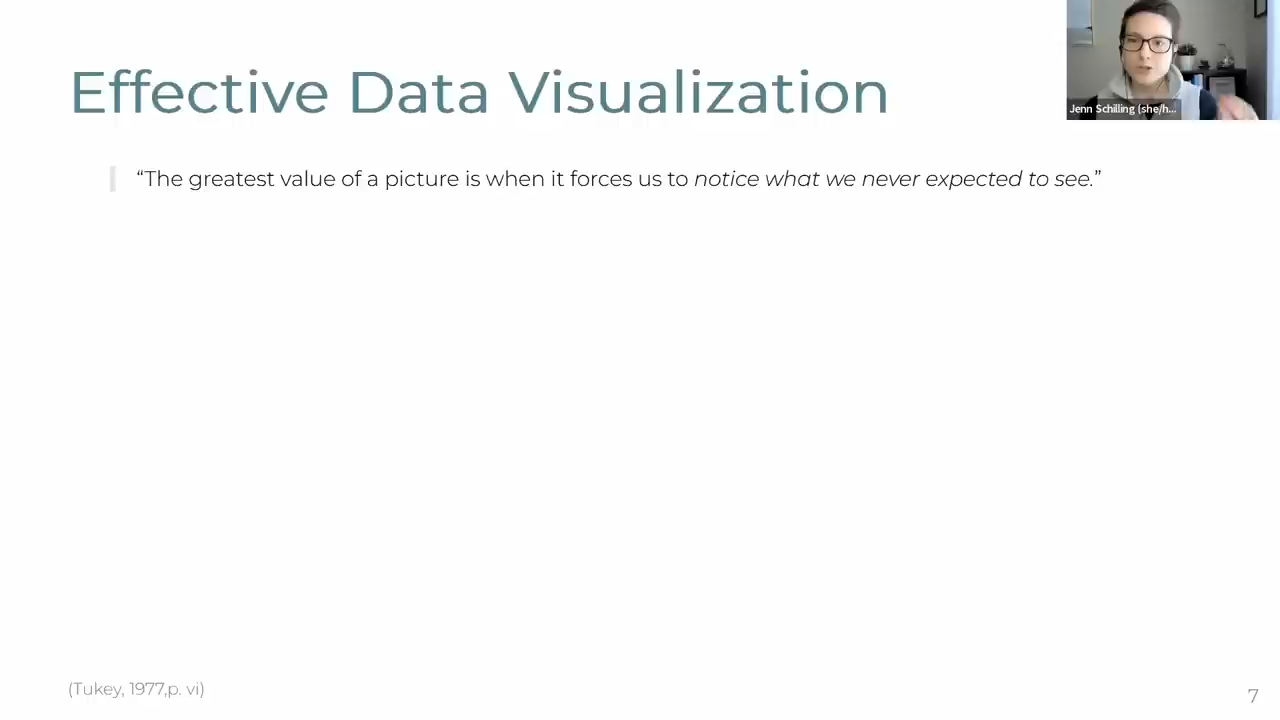 Effective Data Visualization
Jenn Schilling (she/h...
“The greatest value of a picture is when it forces us to notice what we never expected to see.”
(Tukey, 1977,p. vi)
7